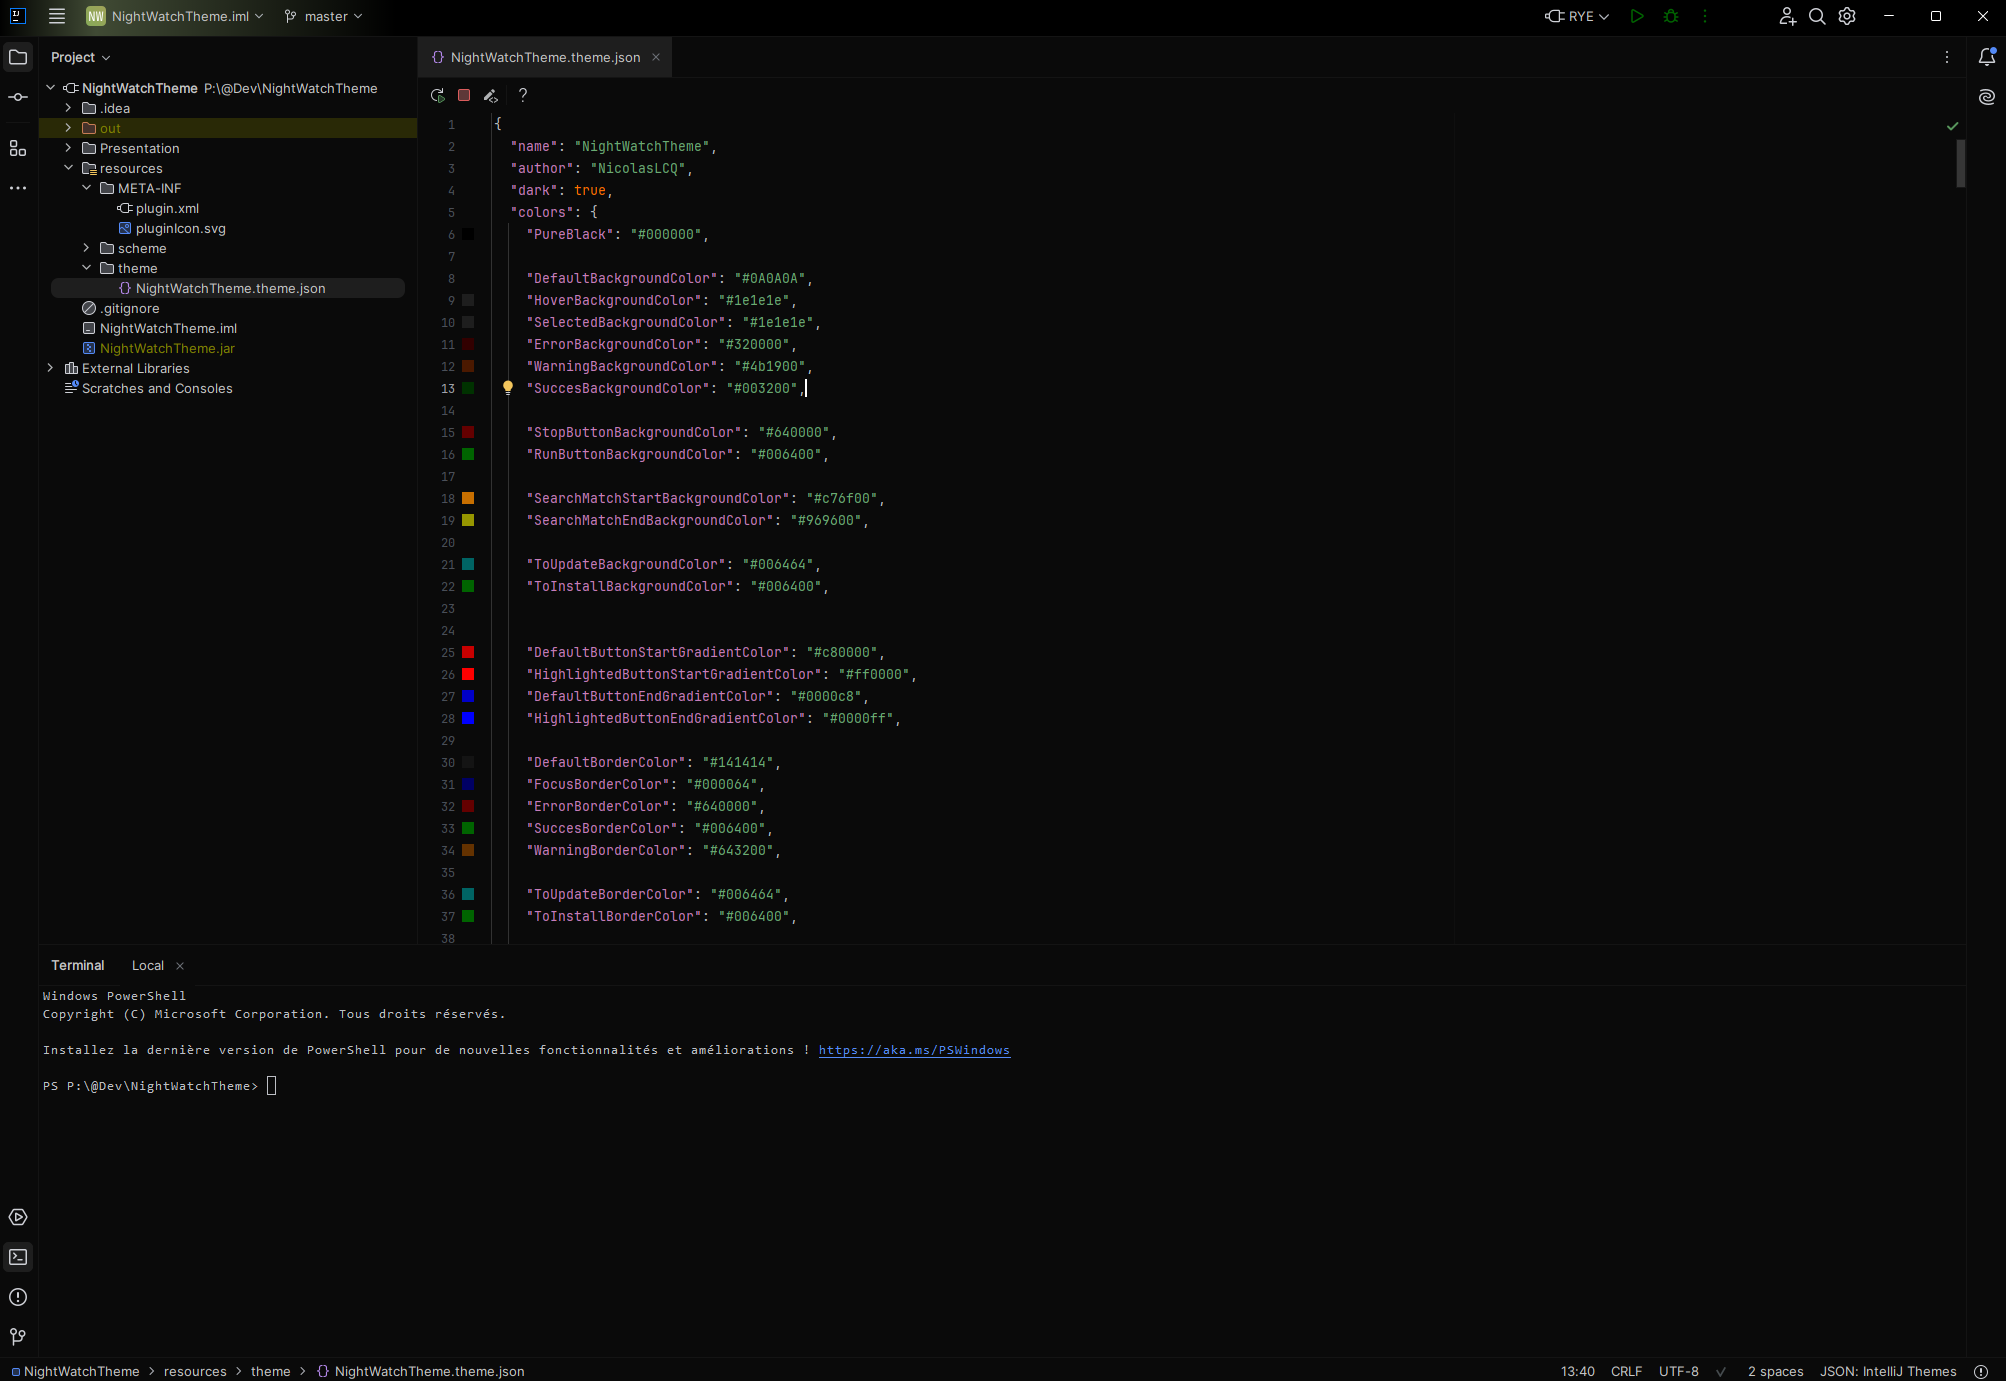 NW NightWatchTheme.iml master RYE
Project
NightWatchTheme P:\@Dev\NightWatchTheme
.idea
out
Presentation
resources
META-INF
plugin.xml
pluginIcon.svg
scheme
theme
NightWatchTheme.theme.json
.gitignore
NightWatchTheme.iml
NightWatchTheme.jar
External Libraries
Scratches and Consoles
NightWatchTheme.theme.json
?
1 {
2 "name": "NightWatchTheme",
3 "author": "NicolasLCQ",
4 "dark": true,
5 "colors": {
6 "PureBlack": "#000000",
7
8 "DefaultBackgroundColor": "#0A0A0A",
9 "HoverBackgroundColor": "#1e1e1e",
10 "SelectedBackgroundColor": "#1e1e1e",
11 "ErrorBackgroundColor": "#320000",
12 "WarningBackgroundColor": "#4b1900",
13 "SuccesBackgroundColor": "#003200",
14
15 "StopButtonBackgroundColor": "#640000",
16 "RunButtonBackgroundColor": "#006400",
17
18 "SearchMatchStartBackgroundColor": "#c76f00",
19 "SearchMatchEndBackgroundColor": "#969600",
20
21 "ToUpdateBackgroundColor": "#006464",
22 "ToInstallBackgroundColor": "#006400",
23
24
25 "DefaultButtonStartGradientColor": "#c80000",
26 "HighlightedButtonStartGradientColor": "#ff0000",
27 "DefaultButtonEndGradientColor": "#0000c8",
28 "HighlightedButtonEndGradientColor": "#0000ff",
29
30 "DefaultBorderColor": "#141414",
31 "FocusBorderColor": "#000064",
32 "ErrorBorderColor": "#640000",
33 "SuccesBorderColor": "#006400",
34 "WarningBorderColor": "#643200",
35
36 "ToUpdateBorderColor": "#006464",
37 "ToInstallBorderColor": "#006400",
38
Terminal Local
Windows PowerShell
Copyright (C) Microsoft Corporation. Tous droits réservés.
Installez la dernière version de PowerShell pour de nouvelles fonctionnalités et améliorations ! https://aka.ms/PSWindows
PS P:\@Dev\NightWatchTheme>
NightWatchTheme > resources > theme > NightWatchTheme.theme.json 13:40 CRLF UTF-8 2 spaces JSON: IntelliJ Themes